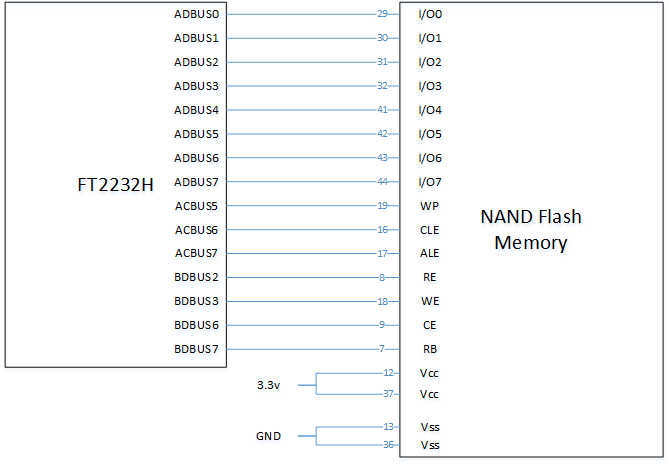 ADBUS0 29 I/O0
ADBUS1 30 I/O1
ADBUS2 31 I/O2
ADBUS3 32 I/O3
ADBUS4 41 I/O4
ADBUS5 42 I/O5
ADBUS6 43 I/O6
ADBUS7 44 I/O7
FT2232H
ACBUS5 19 WP
NAND Flash
Memory
ACBUS6 16 CLE
ACBUS7 17 ALE
BDBUS2 8 RE
BDBUS3 18 WE
BDBUS6 9 CE
BDBUS7 7 RB
12 Vcc
3.3v
37 Vcc
13 Vss
GND
36 Vss